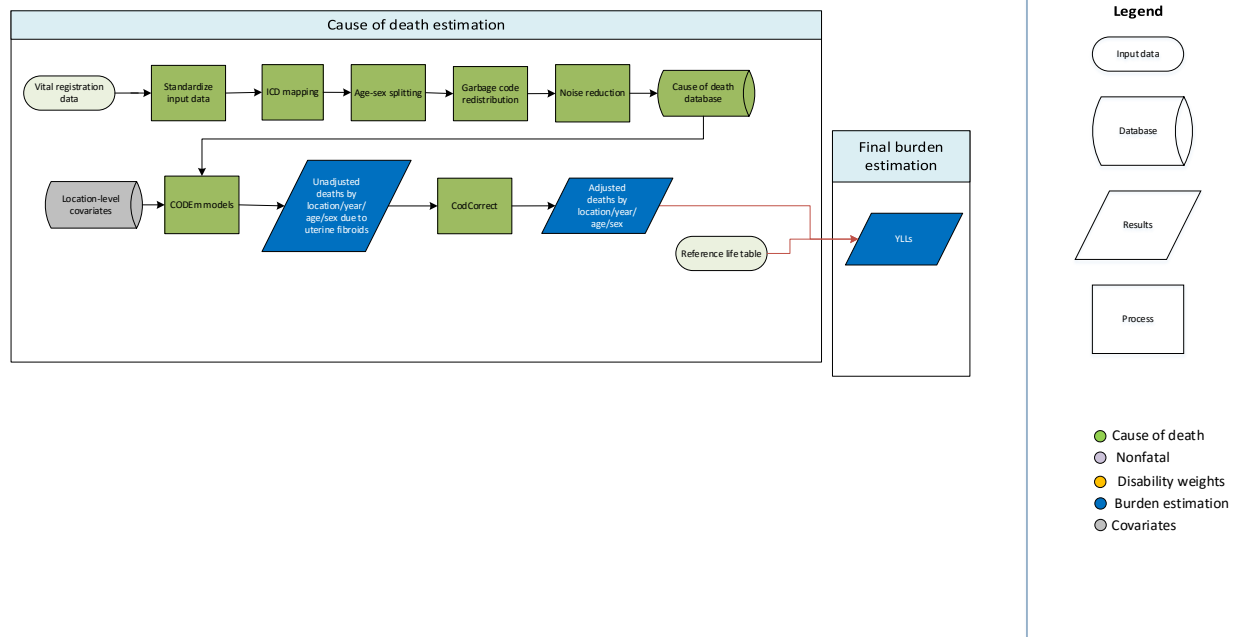 Cause of death estimation
Vital registration
data
Standardize
input data
ICD mapping
Age-sex splitting
Garbage code
redistribution
Noise reduction
Cause of death
database
Location-level
covariates
CODEm models
Unadjusted
deaths by
location/year/
age/sex due to
uterine fibroids
CodCorrect
Adjusted
deaths by
location/year/
age/sex
Reference life table
Final burden
estimation
YLLs
Legend
Input data
Database
Results
Process
Cause of death
Nonfatal
Disability weights
Burden estimation
Covariates